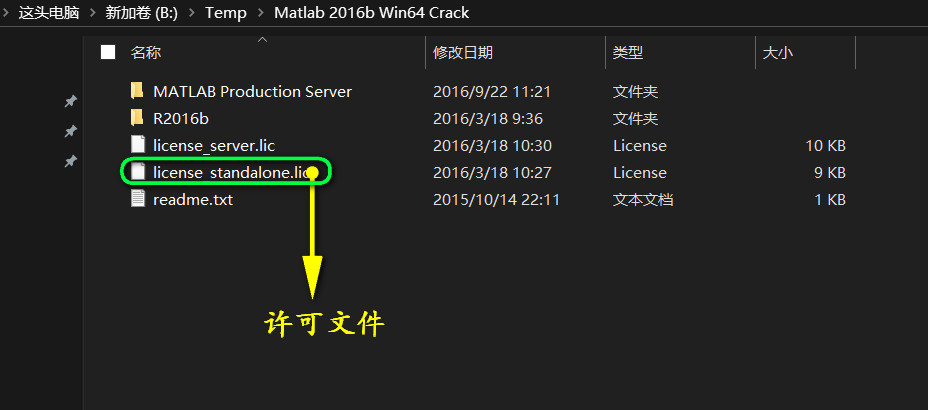 这头电脑 > 新加卷 (B:) > Temp > Matlab 2016b Win64 Crack
名称 修改日期 类型 大小
MATLAB Production Server 2016/9/22 11:21 文件夹
R2016b 2016/3/18 9:36 文件夹
license_server.lic 2016/3/18 10:30 License 10 KB
license_standalone.lic 2016/3/18 10:27 License 9 KB
readme.txt 2015/10/14 22:11 文本文档 1 KB
许可文件